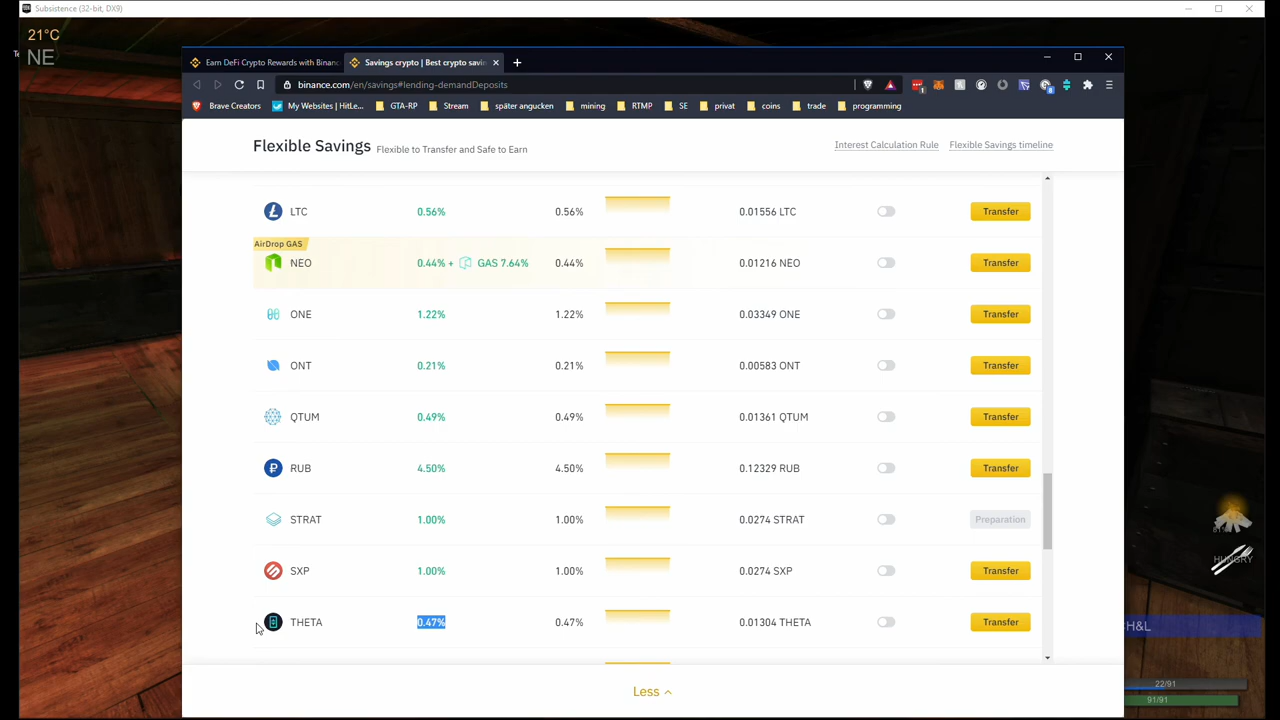 Subsistence (32-bit, DX9)
21°C
NE
Earn DeFi Crypto Rewards with Binan
Savings crypto | Best crypto savin
binance.com/en/savings#lending-demandDeposits
Brave Creators
My Websites | HitLe...
GTA-RP
Stream
später angucken
mining
RTMP
SE
privat
coins
trade
programming
Flexible Savings Flexible to Transfer and Safe to Earn
Interest Calculation Rule Flexible Savings timeline
LTC 0.56% 0.56% 0.01556 LTC Transfer
AirDrop GAS
NEO 0.44% + GAS 7.64% 0.44% 0.01216 NEO Transfer
ONE 1.22% 1.22% 0.03349 ONE Transfer
ONT 0.21% 0.21% 0.00583 ONT Transfer
QTUM 0.49% 0.49% 0.01361 QTUM Transfer
RUB 4.50% 4.50% 0.12329 RUB Transfer
STRAT 1.00% 1.00% 0.0274 STRAT Preparation
SXP 1.00% 1.00% 0.0274 SXP Transfer
THETA 0.47% 0.47% 0.01304 THETA Transfer
Less
HUNGRY
CH&L
22/91
91/91